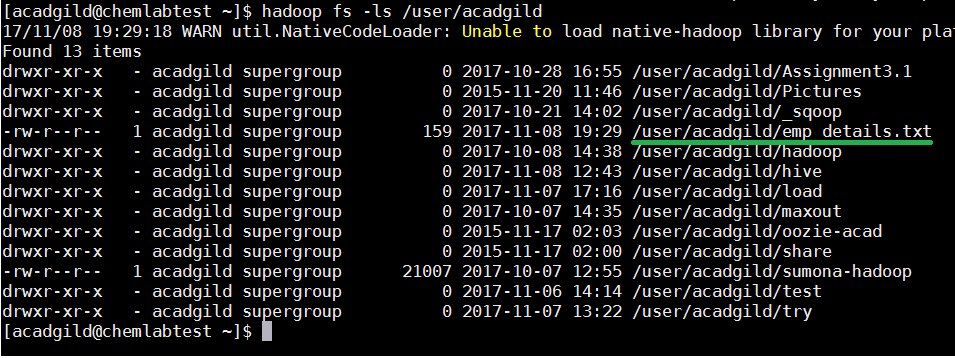 [acadgild@chemlabtest ~]$ hadoop fs -ls /user/acadgild
17/11/08 19:29:18 WARN util.NativeCodeLoader: Unable to load native-hadoop library for your pla
Found 13 items
drwxr-xr-x   - acadgild supergroup          0 2017-10-28 16:55 /user/acadgild/Assignment3.1
drwxr-xr-x   - acadgild supergroup          0 2015-11-20 11:46 /user/acadgild/Pictures
drwxr-xr-x   - acadgild supergroup          0 2017-10-21 14:02 /user/acadgild/_sqoop
-rw-r--r--   1 acadgild supergroup        159 2017-11-08 19:29 /user/acadgild/emp details.txt
drwxr-xr-x   - acadgild supergroup          0 2017-10-08 14:38 /user/acadgild/hadoop
drwxr-xr-x   - acadgild supergroup          0 2017-11-08 12:43 /user/acadgild/hive
drwxr-xr-x   - acadgild supergroup          0 2017-11-07 17:16 /user/acadgild/load
drwxr-xr-x   - acadgild supergroup          0 2017-10-07 14:35 /user/acadgild/maxout
drwxr-xr-x   - acadgild supergroup          0 2015-11-17 02:03 /user/acadgild/oozie-acad
drwxr-xr-x   - acadgild supergroup          0 2015-11-17 02:00 /user/acadgild/share
-rw-r--r--   1 acadgild supergroup      21007 2017-10-07 12:55 /user/acadgild/sumona-hadoop
drwxr-xr-x   - acadgild supergroup          0 2017-11-06 14:14 /user/acadgild/test
drwxr-xr-x   - acadgild supergroup          0 2017-11-07 13:22 /user/acadgild/try
[acadgild@chemlabtest ~]$